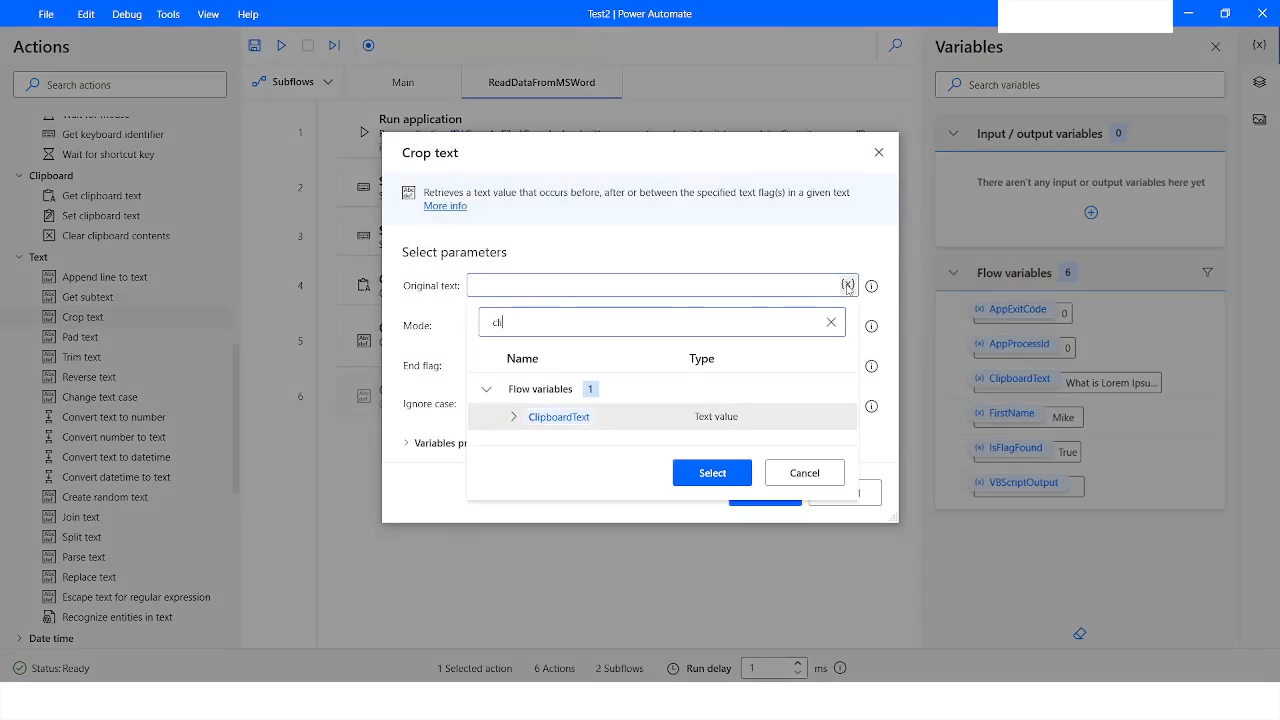 File Edit Debug Tools View Help Test2 | Power Automate
Actions
Search actions
Get keyboard identifier
Wait for shortcut key
Clipboard
Get clipboard text
Set clipboard text
Clear clipboard contents
Text
Append line to text
Get subtext
Crop text
Pad text
Trim text
Reverse text
Change text case
Convert text to number
Convert number to text
Convert text to datetime
Convert datetime to text
Create random text
Join text
Split text
Parse text
Replace text
Escape text for regular expression
Recognize entities in text
Date time
Subflows Main ReadDataFromMSWord
1 Run application
2
3
4
5
6
Crop text
Retrieves a text value that occurs before, after or between the specified text flag(s) in a given text
More info
Select parameters
Original text: {x}
Mode:
End flag:
Ignore case:
Variables pr
cli
Name Type
Flow variables 1
ClipboardText Text value
Select Cancel
Variables
Search variables
Input / output variables 0
There aren't any input or output variables here yet
Flow variables 6
(x) AppExitCode 0
(x) AppProcessId 0
(x) ClipboardText What is Lorem Ipsu...
(x) FirstName Mike
(x) IsFlagFound True
(x) VBScriptOutput
{x}
Status: Ready 1 Selected action 6 Actions 2 Subflows Run delay 1 ms